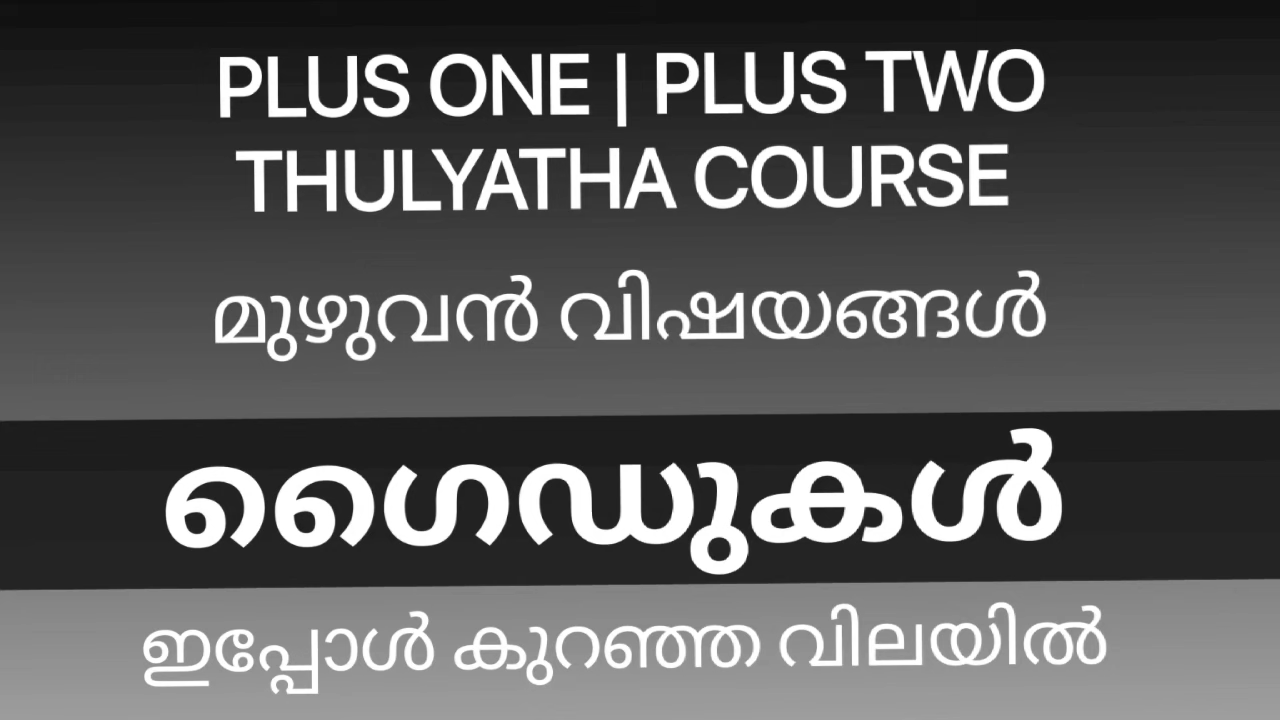 PLUS ONE | PLUS TWO
THULYATHA COURSE
മുഴുവൻ വിഷയങ്ങൾ
ഗൈഡുകൾ
ഇപ്പോൾ കുറഞ്ഞ വിലയിൽ